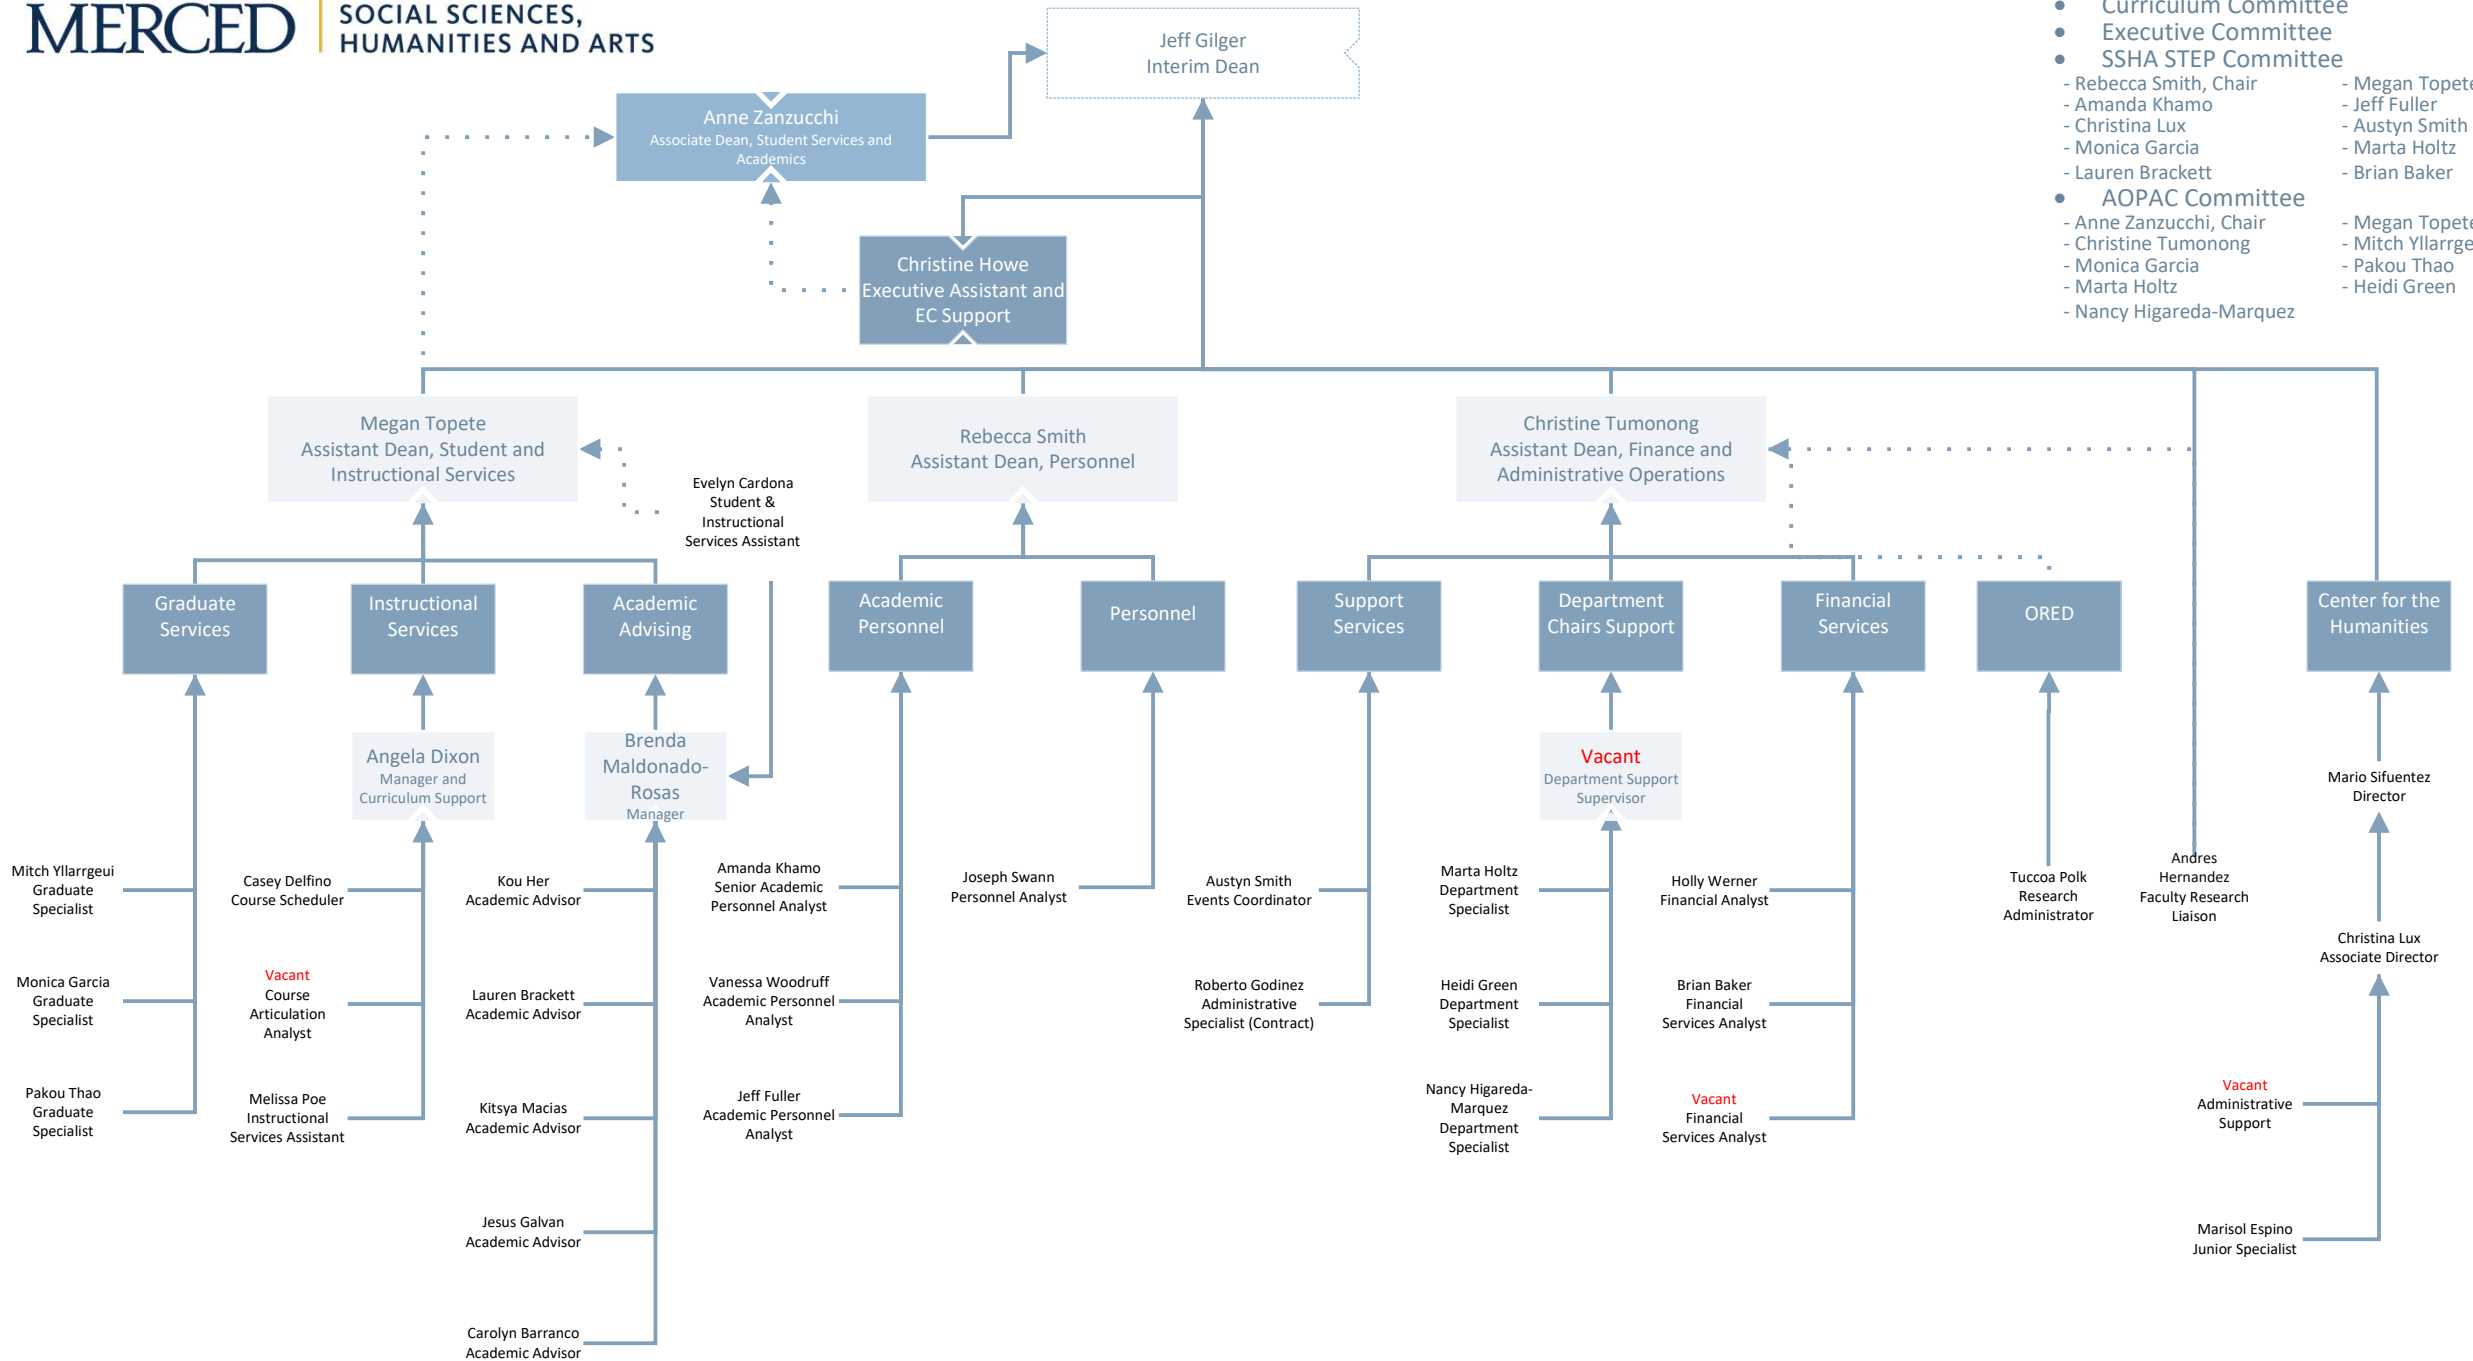 MERCED
SOCIAL SCIENCES,
HUMANITIES AND ARTS
Jeff Gilger
Interim Dean
Curriculum Committee
Executive Committee
SSHA STEP Committee
- Rebecca Smith, Chair
- Amanda Khamo
- Christina Lux
- Monica Garcia
- Lauren Brackett
- Megan Topete
- Jeff Fuller
- Austyn Smith
- Marta Holtz
- Brian Baker
AOPAC Committee
- Anne Zanzucchi, Chair
- Christine Tumonong
- Monica Garcia
- Marta Holtz
- Nancy Higareda-Marquez
- Megan Topete
- Mitch Yllarrge
- Pakou Thao
- Heidi Green
Anne Zanzucchi
Associate Dean, Student Services and
Academics
Christine Howe
Executive Assistant and
EC Support
Megan Topete
Assistant Dean, Student and
Instructional Services
Evelyn Cardona
Student &
Instructional
Services Assistant
Rebecca Smith
Assistant Dean, Personnel
Christine Tumonong
Assistant Dean, Finance and
Administrative Operations
Graduate
Services
Instructional
Services
Academic
Advising
Academic
Personnel
Personnel
Support
Services
Department
Chairs Support
Financial
Services
ORED
Center for the
Humanities
Angela Dixon
Manager and
Curriculum Support
Brenda
Maldonado-
Rosas
Manager
Vacant
Department Support
Supervisor
Mario Sifuentez
Director
Mitch Yllarrgeui
Graduate
Specialist
Casey Delfino
Course Scheduler
Kou Her
Academic Advisor
Amanda Khamo
Senior Academic
Personnel Analyst
Joseph Swann
Personnel Analyst
Austyn Smith
Events Coordinator
Marta Holtz
Department
Specialist
Holly Werner
Financial Analyst
Tuccoa Polk
Research
Administrator
Andres
Hernandez
Faculty Research
Liaison
Christina Lux
Associate Director
Monica Garcia
Graduate
Specialist
Vacant
Course
Articulation
Analyst
Lauren Brackett
Academic Advisor
Vanessa Woodruff
Academic Personnel
Analyst
Roberto Godinez
Administrative
Specialist (Contract)
Heidi Green
Department
Specialist
Brian Baker
Financial
Services Analyst
Pakou Thao
Graduate
Specialist
Melissa Poe
Instructional
Services Assistant
Kitsya Macias
Academic Advisor
Jeff Fuller
Academic Personnel
Analyst
Nancy Higareda-
Marquez
Department
Specialist
Vacant
Financial
Services Analyst
Vacant
Administrative
Support
Jesus Galvan
Academic Advisor
Marisol Espino
Junior Specialist
Carolyn Barranco
Academic Advisor